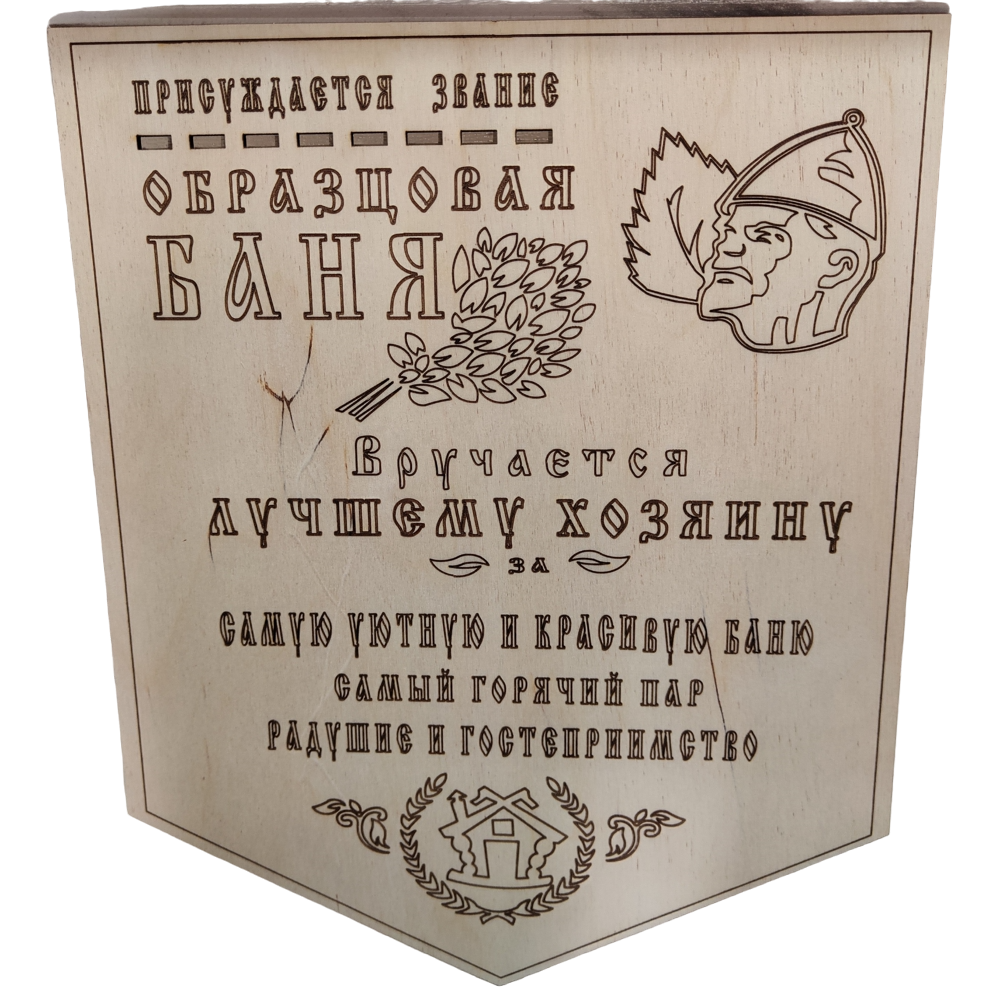 ПРИСУЖДАЕТСЯ ЗВАНИЕ
ОБРАЗЦОВАЯ
БАНЯ
Вручается
ЛУЧШЕМУ ХОЗЯИНУ
ЗА
САМУЮ УЮТНУЮ И КРАСИВУЮ БАНЮ
САМЫЙ ГОРЯЧИЙ ПАР
РАДУШИЕ И ГОСТЕПРИИМСТВО